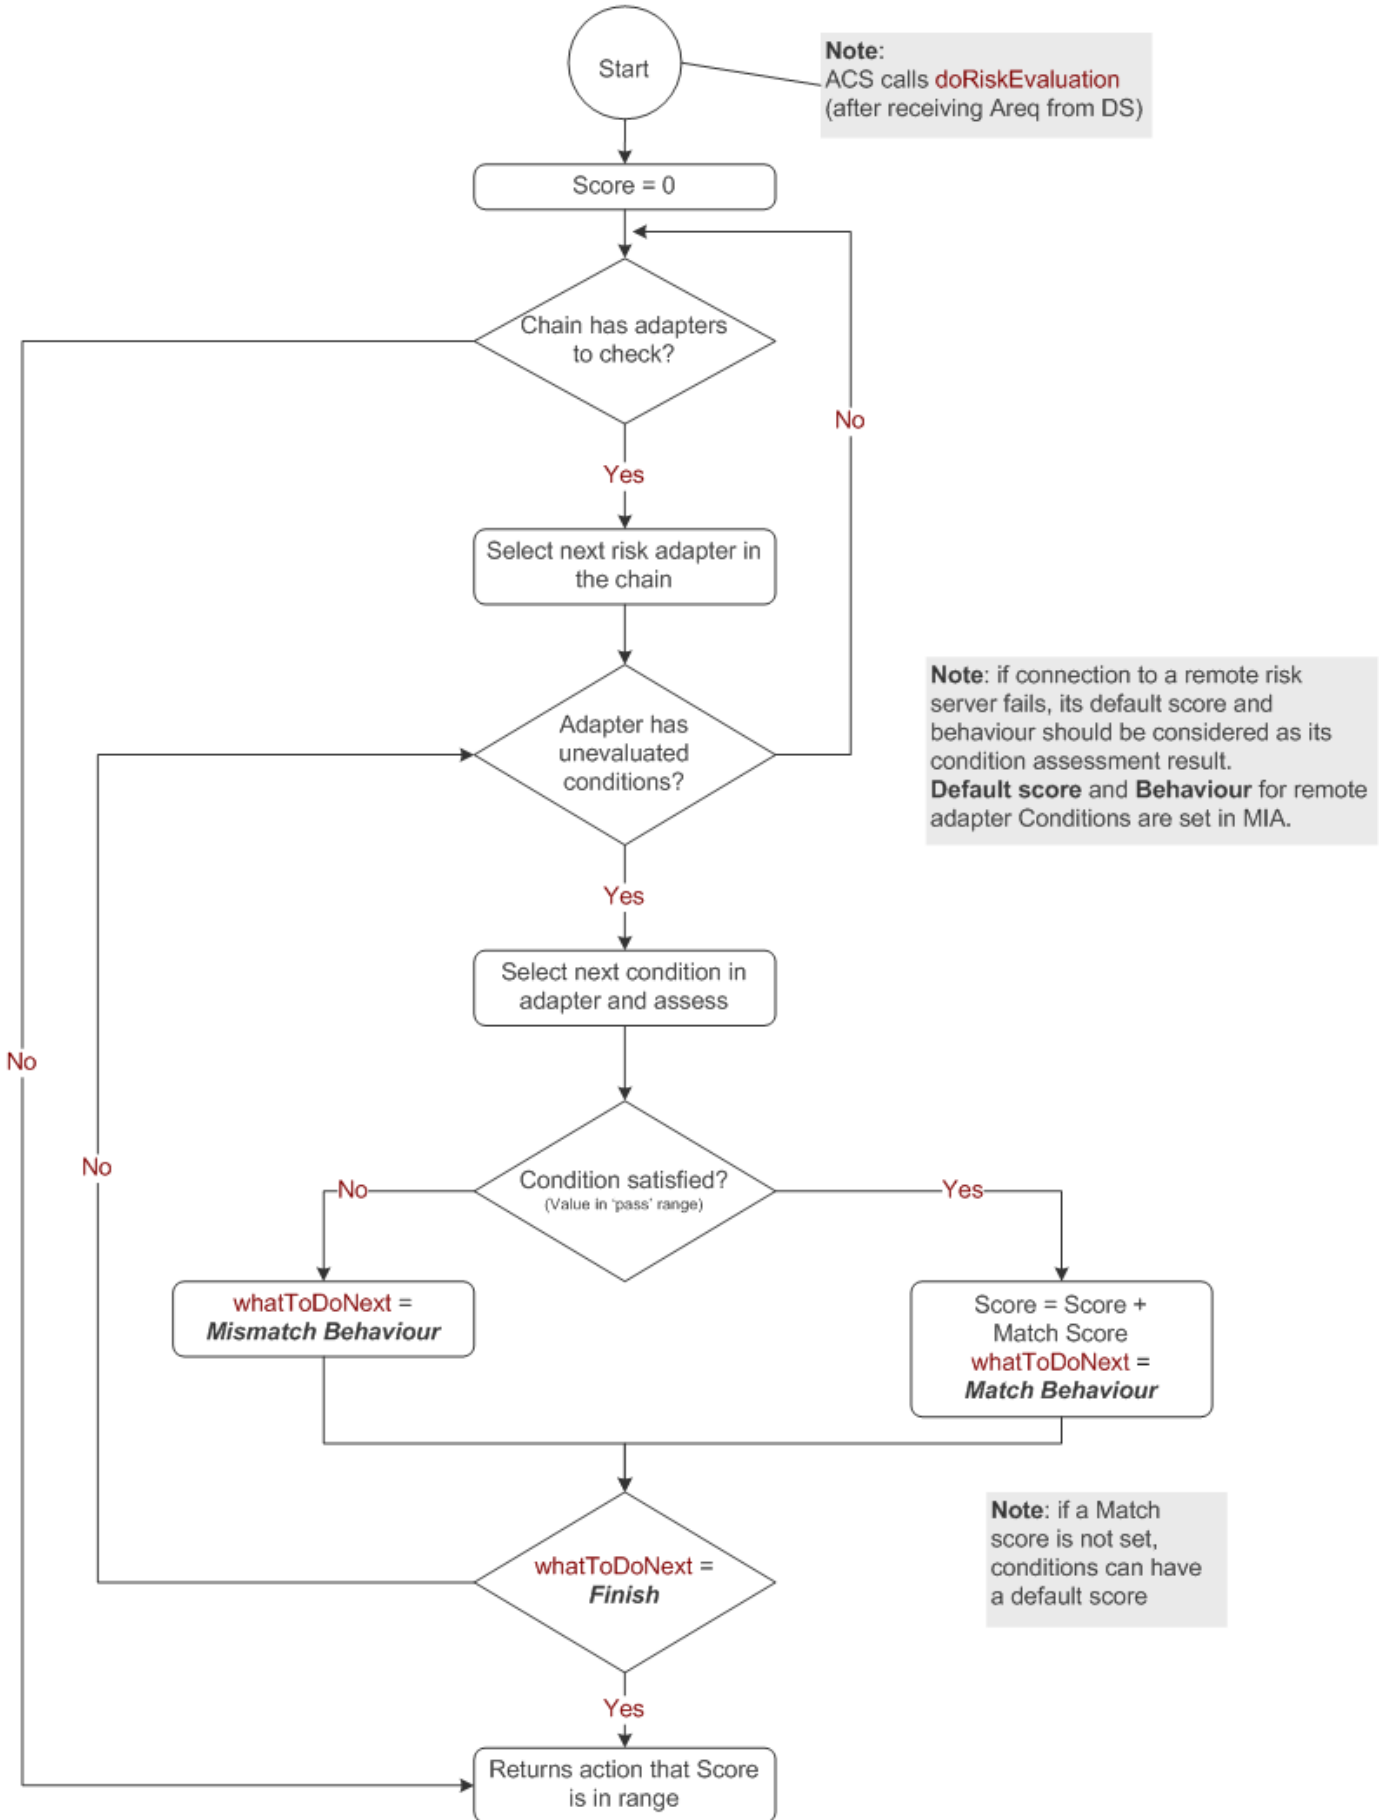 Start
Note:
ACS calls doRiskEvaluation
(after receiving Areq from DS)
Score = 0
Chain has adapters
to check?
No
Yes
Select next risk adapter in
the chain
Note: if connection to a remote risk
server fails, its default score and
behaviour should be considered as its
condition assessment result.
Default score and Behaviour for remote
adapter Conditions are set in MIA.
Adapter has
unevaluated
conditions?
Yes
Select next condition in
adapter and assess
No
No
Condition satisfied?
(Value in 'pass' range)
No
Yes
whatToDoNext =
Mismatch Behaviour
Score = Score +
Match Score
whatToDoNext =
Match Behaviour
Note: if a Match
score is not set,
conditions can have
a default score
whatToDoNext =
Finish
Yes
Returns action that Score
is in range